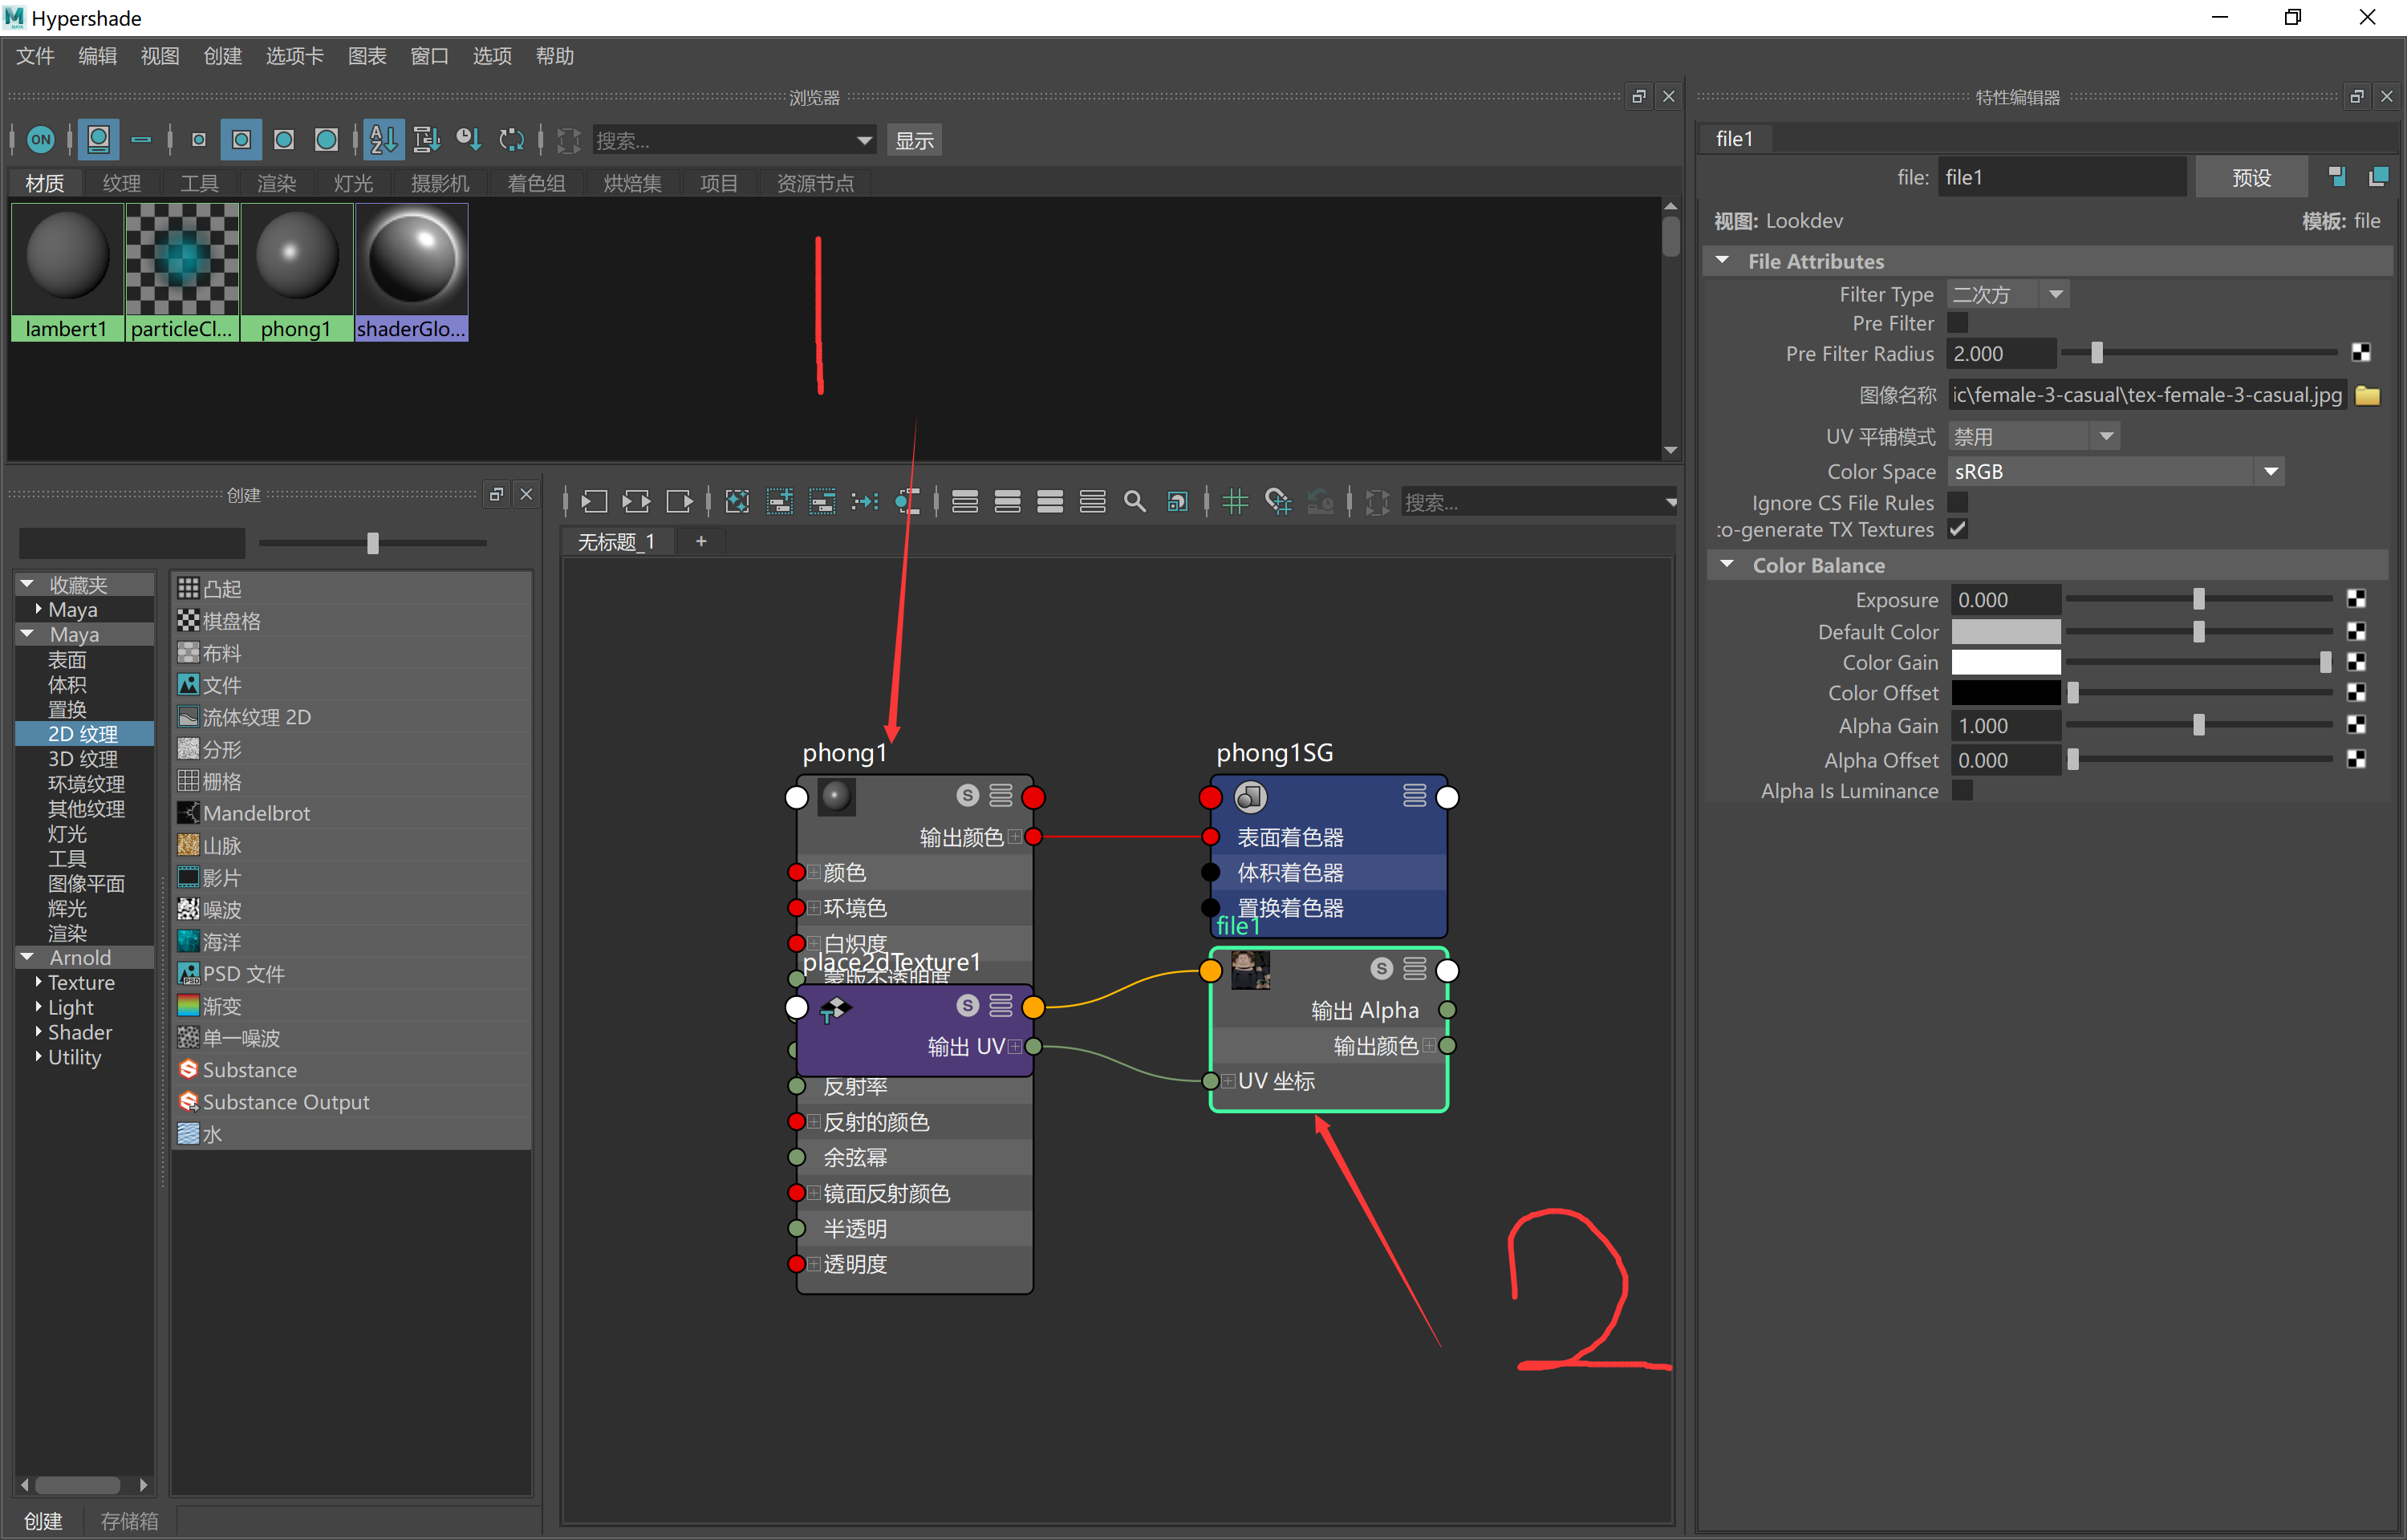 Hypershade
文件 编辑 视图 创建 选项卡 图表 窗口 选项 帮助
浏览器
ON
搜索...
显示
材质 纹理 工具 渲染 灯光 摄影机 着色组 烘焙集 项目 资源节点
lambert1 particleCl... phong1 shaderGlo...
创建
收藏夹
Maya
Maya
表面
体积
置换
2D 纹理
3D 纹理
环境纹理
其他纹理
灯光
工具
图像平面
辉光
渲染
Arnold
Texture
Light
Shader
Utility
凸起
棋盘格
布料
文件
流体纹理 2D
分形
栅格
Mandelbrot
山脉
影片
噪波
海洋
PSD 文件
渐变
单一噪波
Substance
Substance Output
水
创建 存储箱
搜索...
无标题_1 +
phong1
S
输出颜色
颜色
环境色
白炽度
蒙版不透明度
place2dTexture1
S
输出 UV
反射率
反射的颜色
余弦幂
镜面反射颜色
半透明
透明度
phong1SG
表面着色器
体积着色器
置换着色器
file1
S
输出 Alpha
输出颜色
UV 坐标
2
特性编辑器
file1
file: file1 预设
视图: Lookdev 模板: file
File Attributes
Filter Type 二次方
Pre Filter
Pre Filter Radius 2.000
图像名称 ic\female-3-casual\tex-female-3-casual.jpg
UV 平铺模式 禁用
Color Space sRGB
Ignore CS File Rules
to-generate TX Textures
Color Balance
Exposure 0.000
Default Color
Color Gain
Color Offset
Alpha Gain 1.000
Alpha Offset 0.000
Alpha Is Luminance